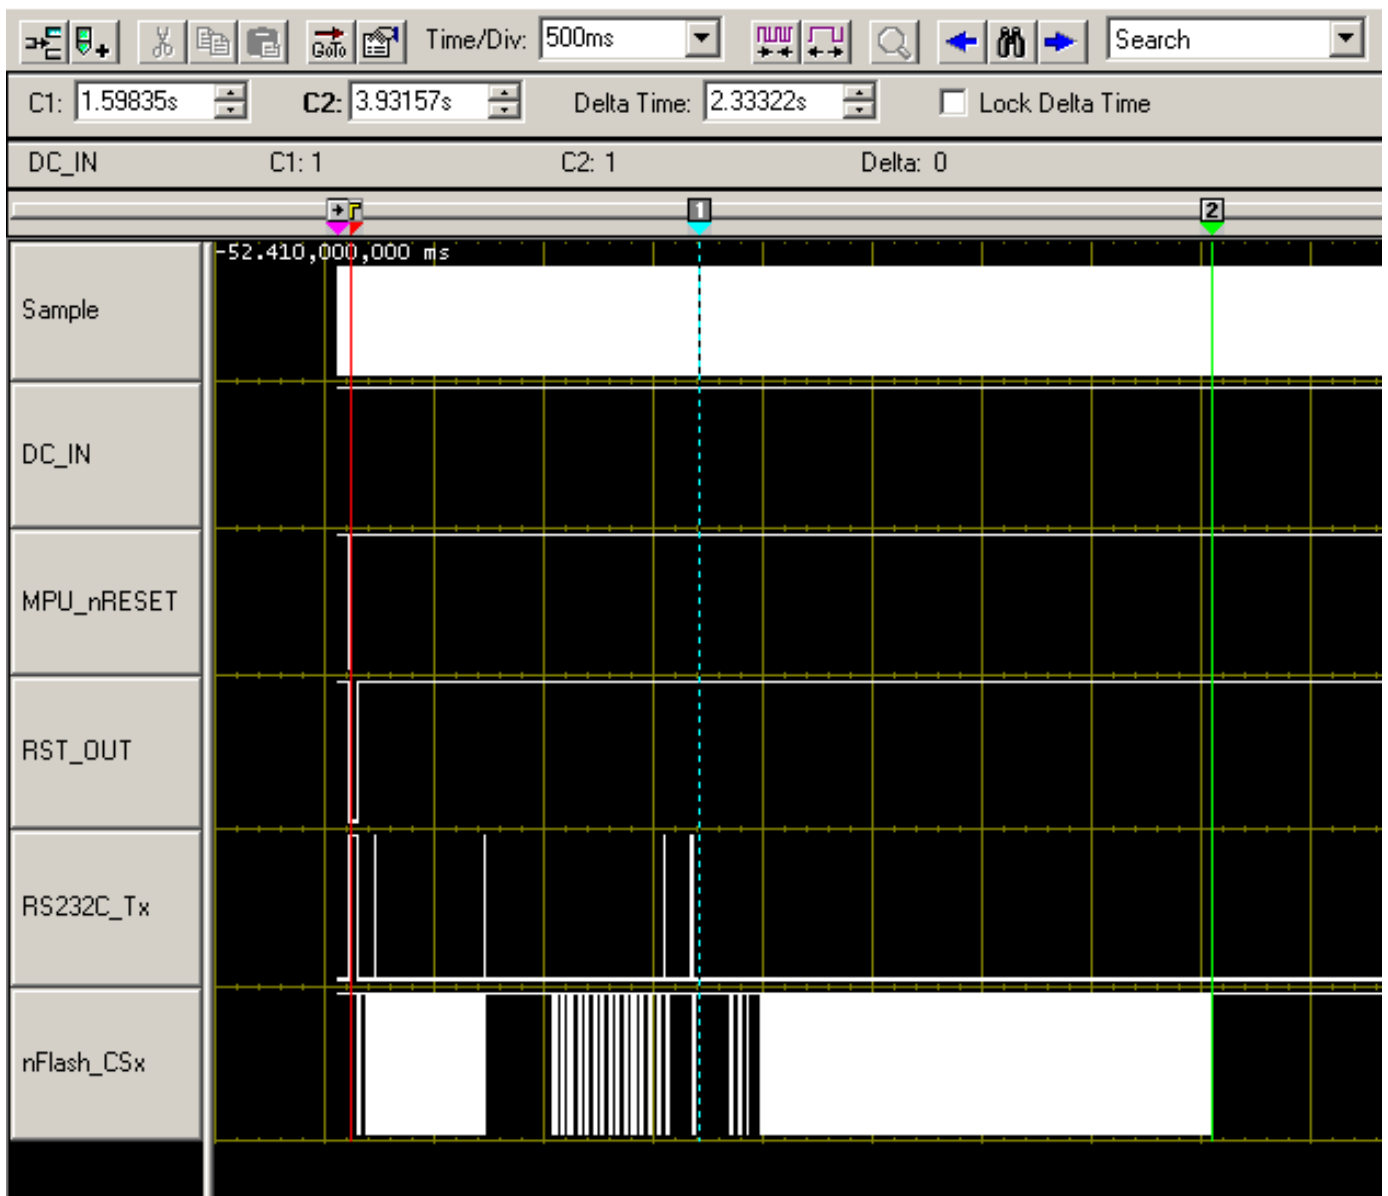 GoTo Time/Div: 500ms Search
C1: 1.59835s C2: 3.93157s Delta Time: 2.33322s Lock Delta Time
DC_IN C1: 1 C2: 1 Delta: 0
1 2
-52.410,000,000 ms
Sample
DC_IN
MPU_nRESET
RST_OUT
RS232C_Tx
nFlash_CSx